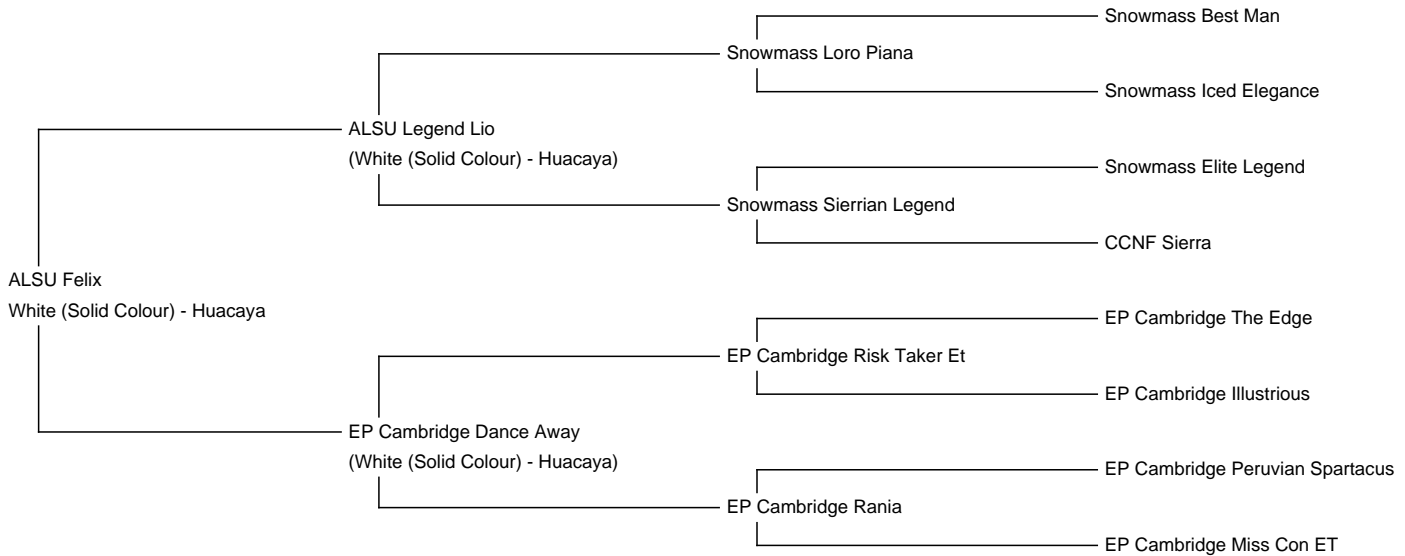 Snowmass Best Man
Snowmass Loro Piana
Snowmass Iced Elegance
ALSU Legend Lio
(White (Solid Colour) - Huacaya)
Snowmass Elite Legend
Snowmass Sierrian Legend
CCNF Sierra
ALSU Felix
White (Solid Colour) - Huacaya
EP Cambridge The Edge
EP Cambridge Risk Taker Et
EP Cambridge Illustrious
EP Cambridge Dance Away
(White (Solid Colour) - Huacaya)
EP Cambridge Peruvian Spartacus
EP Cambridge Rania
EP Cambridge Miss Con ET